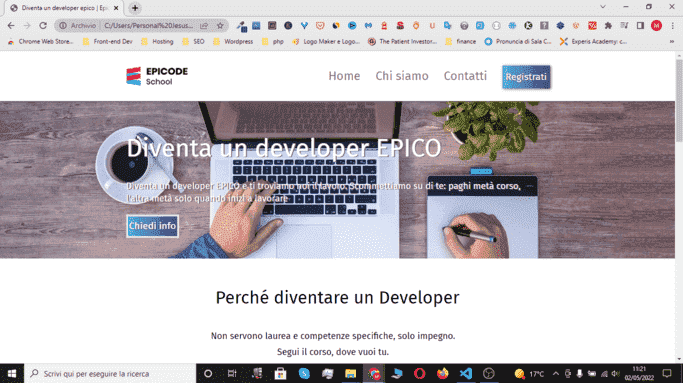 Diventa un developer epico | Epi
Archivio
C:/Users/Personal%20Jesus
Chrome Web Store...
Front-end Dev
Hosting
SEO
Wordpress
php
Logo Maker e Logo...
The Patient Investor...
finance
Pronuncia di Sala C...
Experis Academy: c...
EPICODE
School
Home
Chi siamo
Contatti
Registrati
Diventa un developer EPICO
Diventa un developer EPICO e ti troviamo noi il lavoro. Scommettiamo su di te: paghi metà corso,
l'altra metà solo quando inizi a lavorare
Chiedi info
Perché diventare un Developer
Non servono laurea e competenze specifiche, solo impegno.
Segui il corso, dove vuoi tu.
Scrivi qui per eseguire la ricerca
17°C
11:21
02/05/2022